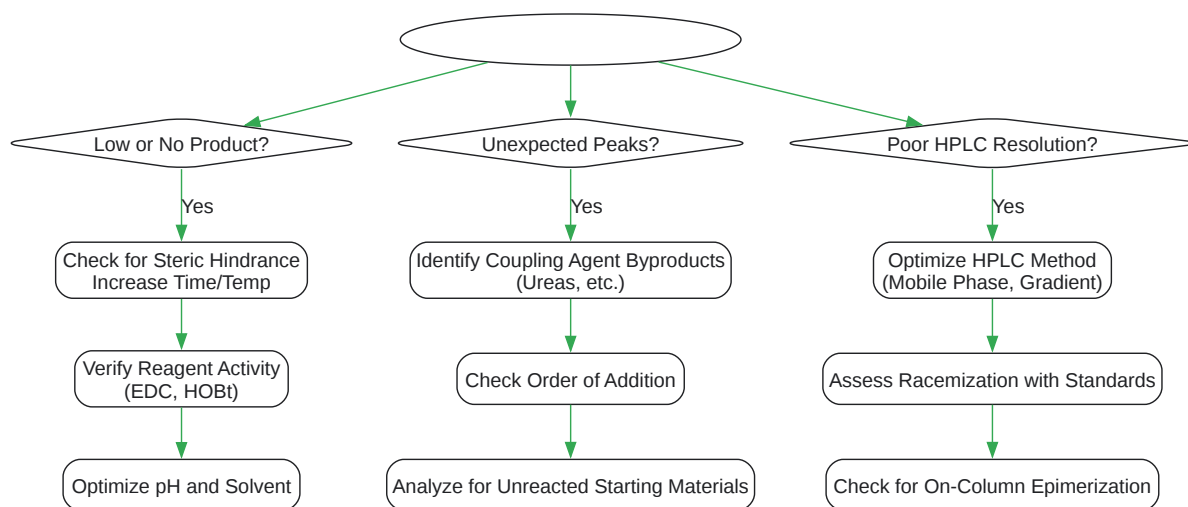 Low or No Product?
Unexpected Peaks?
Poor HPLC Resolution?
Yes
Yes
Yes
Check for Steric Hindrance
Increase Time/Temp
Identify Coupling Agent Byproducts
(Ureas, etc.)
Optimize HPLC Method
(Mobile Phase, Gradient)
Verify Reagent Activity
(EDC, HOBt)
Check Order of Addition
Assess Racemization with Standards
Optimize pH and Solvent
Analyze for Unreacted Starting Materials
Check for On-Column Epimerization